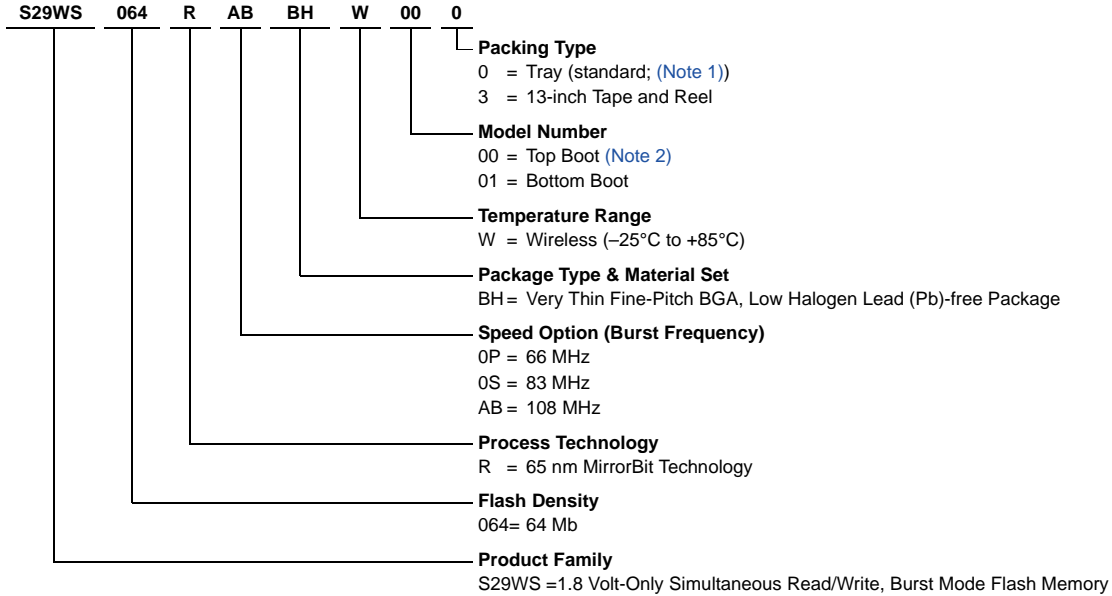 S29WS 064 R AB BH W 00 0
Packing Type
0 = Tray (standard; (Note 1))
3 = 13-inch Tape and Reel
Model Number
00 = Top Boot (Note 2)
01 = Bottom Boot
Temperature Range
W = Wireless (–25°C to +85°C)
Package Type & Material Set
BH = Very Thin Fine-Pitch BGA, Low Halogen Lead (Pb)-free Package
Speed Option (Burst Frequency)
0P = 66 MHz
0S = 83 MHz
AB = 108 MHz
Process Technology
R = 65 nm MirrorBit Technology
Flash Density
064= 64 Mb
Product Family
S29WS =1.8 Volt-Only Simultaneous Read/Write, Burst Mode Flash Memory